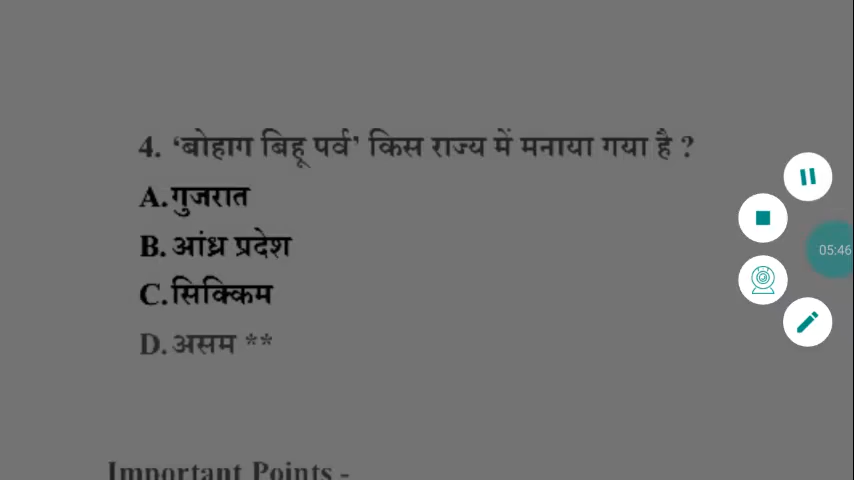 4. ‘बोहाग बिहू पर्व’ किस राज्य में मनाया गया है ?
A. गुजरात
B. आंध्र प्रदेश
C. सिक्किम
D. असम **
05:46
Important Points -